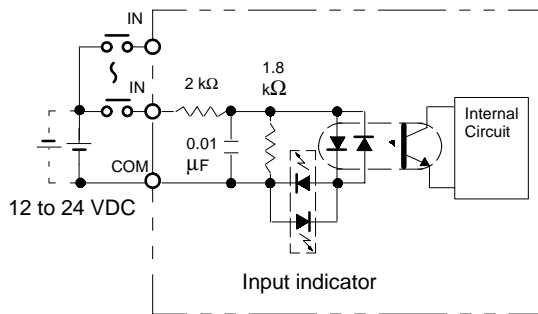 IN
IN
2 kΩ
1.8
kΩ
0.01
µF
COM
Internal
Circuit
12 to 24 VDC
Input indicator